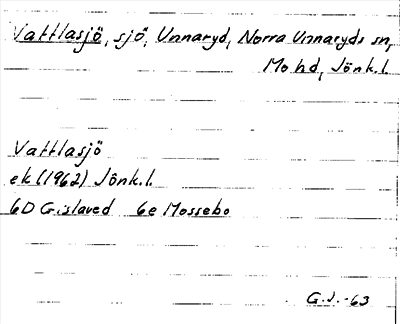 Vattlasjö, sjö, Unnaryd, Norra Unnaryds sn,
Mo hd, Jönk.l.
Vattlasjö
ek (1962) Jönk.l.
6D Gislaved 6e Mossebo
G.J.-63